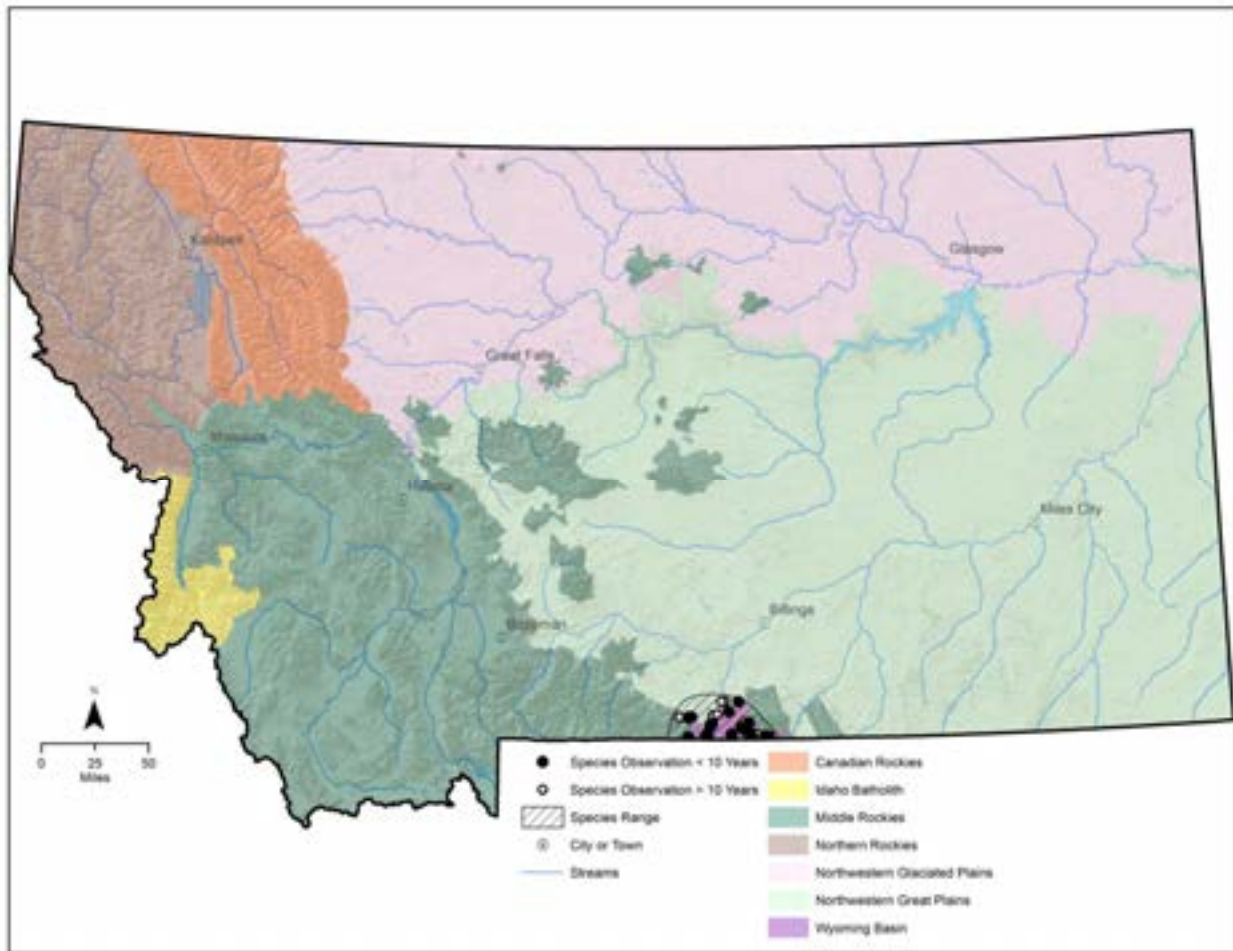 Kalispell
Glasgow
Great Falls
Missoula
Helena
Miles City
Billings
Bozeman
N
0 25 50
Miles
Species Observation < 10 Years
Species Observation > 10 Years
Species Range
City or Town
Streams
Canadian Rockies
Idaho Batholith
Middle Rockies
Northern Rockies
Northwestern Glaciated Plains
Northwestern Great Plains
Wyoming Basin